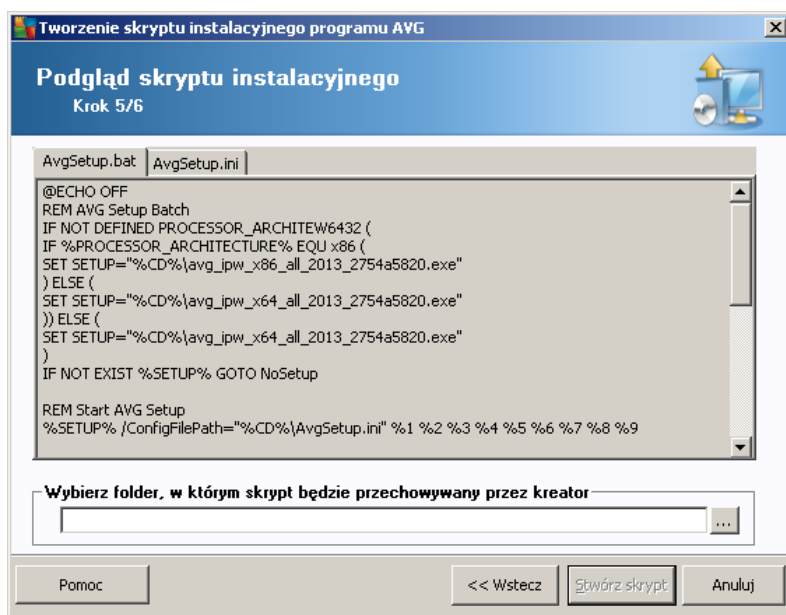 Tworzenie skryptu instalacyjnego programu AVG
Podgląd skryptu instalacyjnego
Krok 5/6
AvgSetup.bat
AvgSetup.ini
@ECHO OFF
REM AVG Setup Batch
IF NOT DEFINED PROCESSOR_ARCHITEW6432 (
IF %PROCESSOR_ARCHITECTURE% EQU x86 (
SET SETUP="%CD%\avg_ipw_x86_all_2013_2754a5820.exe"
) ELSE (
SET SETUP="%CD%\avg_ipw_x64_all_2013_2754a5820.exe"
)) ELSE (
SET SETUP="%CD%\avg_ipw_x64_all_2013_2754a5820.exe"
)
IF NOT EXIST %SETUP% GOTO NoSetup
REM Start AVG Setup
%SETUP% /ConfigFilePath="%CD%\AvgSetup.ini" %1 %2 %3 %4 %5 %6 %7 %8 %9
Wybierz folder, w którym skrypt będzie przechowywany przez kreator
...
Pomoc
<< Wstecz
Stwórz skrypt
Anuluj